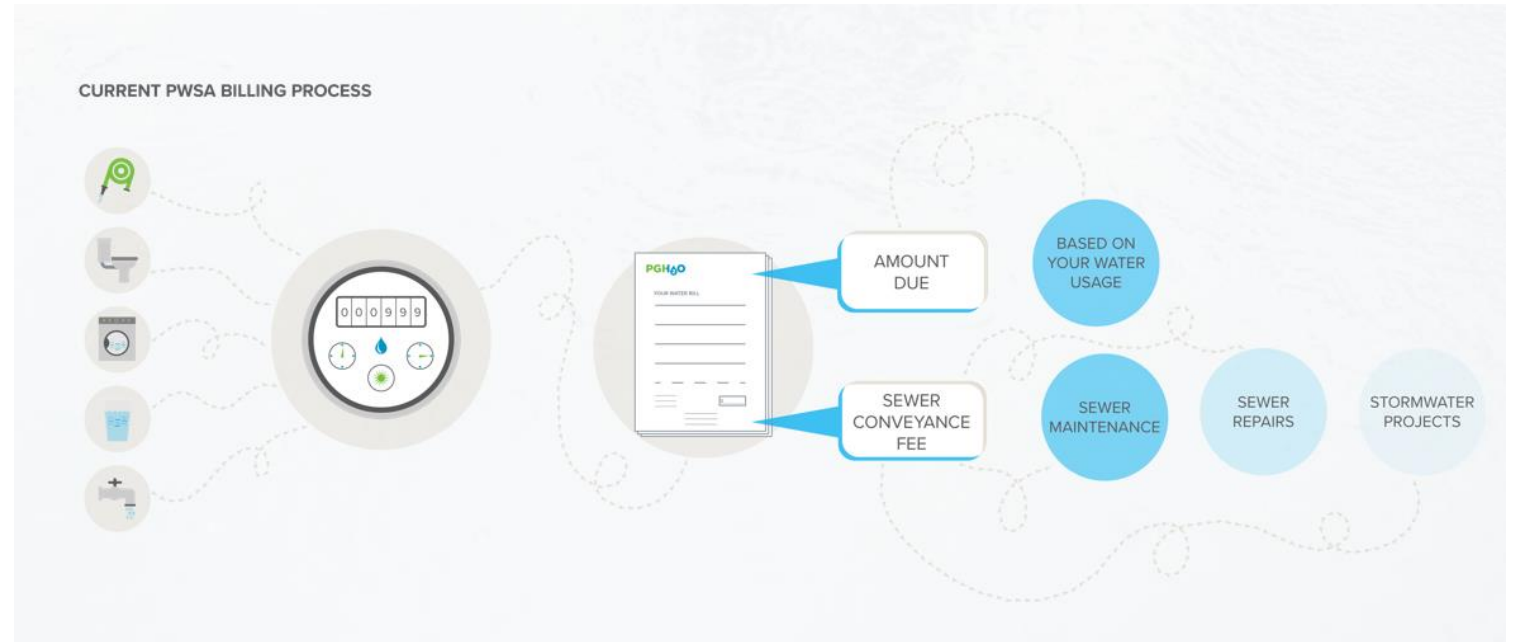 CURRENT PWSA BILLING PROCESS
000999
PGH2O
YOUR WATER BILL
AMOUNT
DUE
BASED ON
YOUR WATER
USAGE
SEWER
CONVEYANCE
FEE
SEWER
MAINTENANCE
SEWER
REPAIRS
STORMWATER
PROJECTS